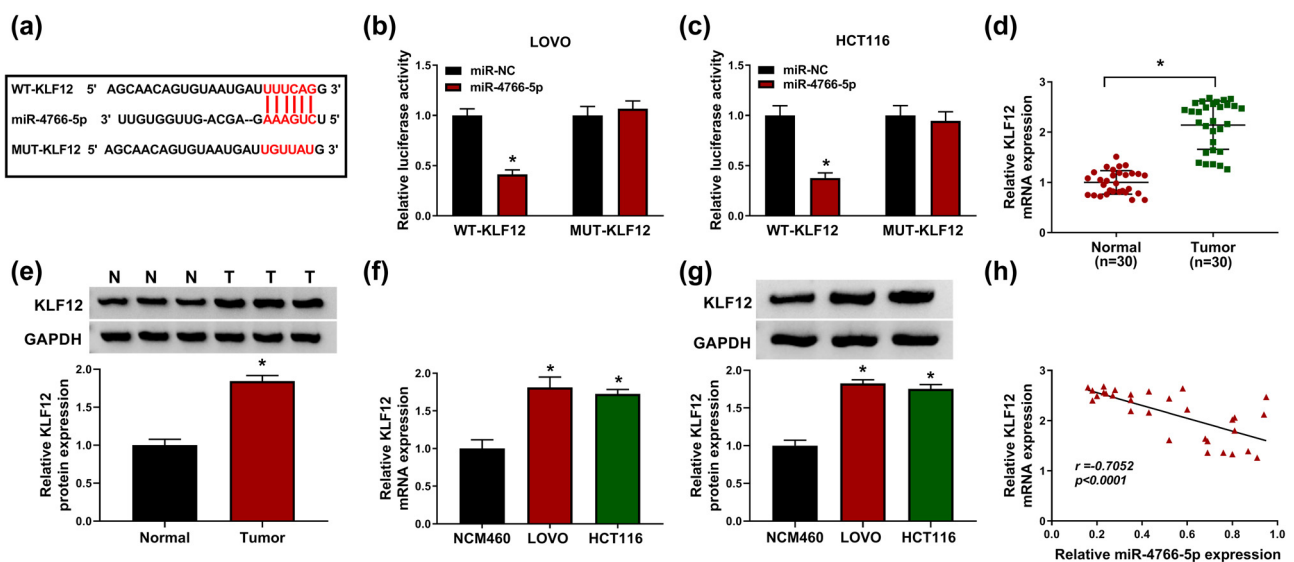 (a)
WT-KLF12 5' AGCAACAGUGUAAUGAUUUUCAGG 3'
miR-4766-5p 3' UUGUGGUUG-ACGA--GAAAGUCU 5'
MUT-KLF12 5' AGCAACAGUGUAAUGAUUGUUAUG 3'
(b)
LOVO
Relative luciferase activity
miR-NC
miR-4766-5p
2.0
1.5
1.0
0.5
0.0
*
WT-KLF12 MUT-KLF12
(c)
HCT116
Relative luciferase activity
miR-NC
miR-4766-5p
1.5
1.0
0.5
0.0
*
WT-KLF12 MUT-KLF12
(d)
Relative KLF12
mRNA expression
3
2
1
0
*
Normal Tumor
(n=30) (n=30)
(e)
N N N T T T
KLF12
GAPDH
Relative KLF12
protein expression
2.0
1.5
1.0
0.5
0.0
*
Normal Tumor
(f)
Relative KLF12
mRNA expression
2.0
1.5
1.0
0.5
0.0
* *
NCM460 LOVO HCT116
(g)
KLF12
GAPDH
Relative KLF12
protein expression
2.0
1.5
1.0
0.5
0.0
* *
NCM460 LOVO HCT116
(h)
Relative KLF12
mRNA expression
3
2
1
0
r =-0.7052
p<0.0001
0.0 0.2 0.4 0.6 0.8 1.0
Relative miR-4766-5p expression